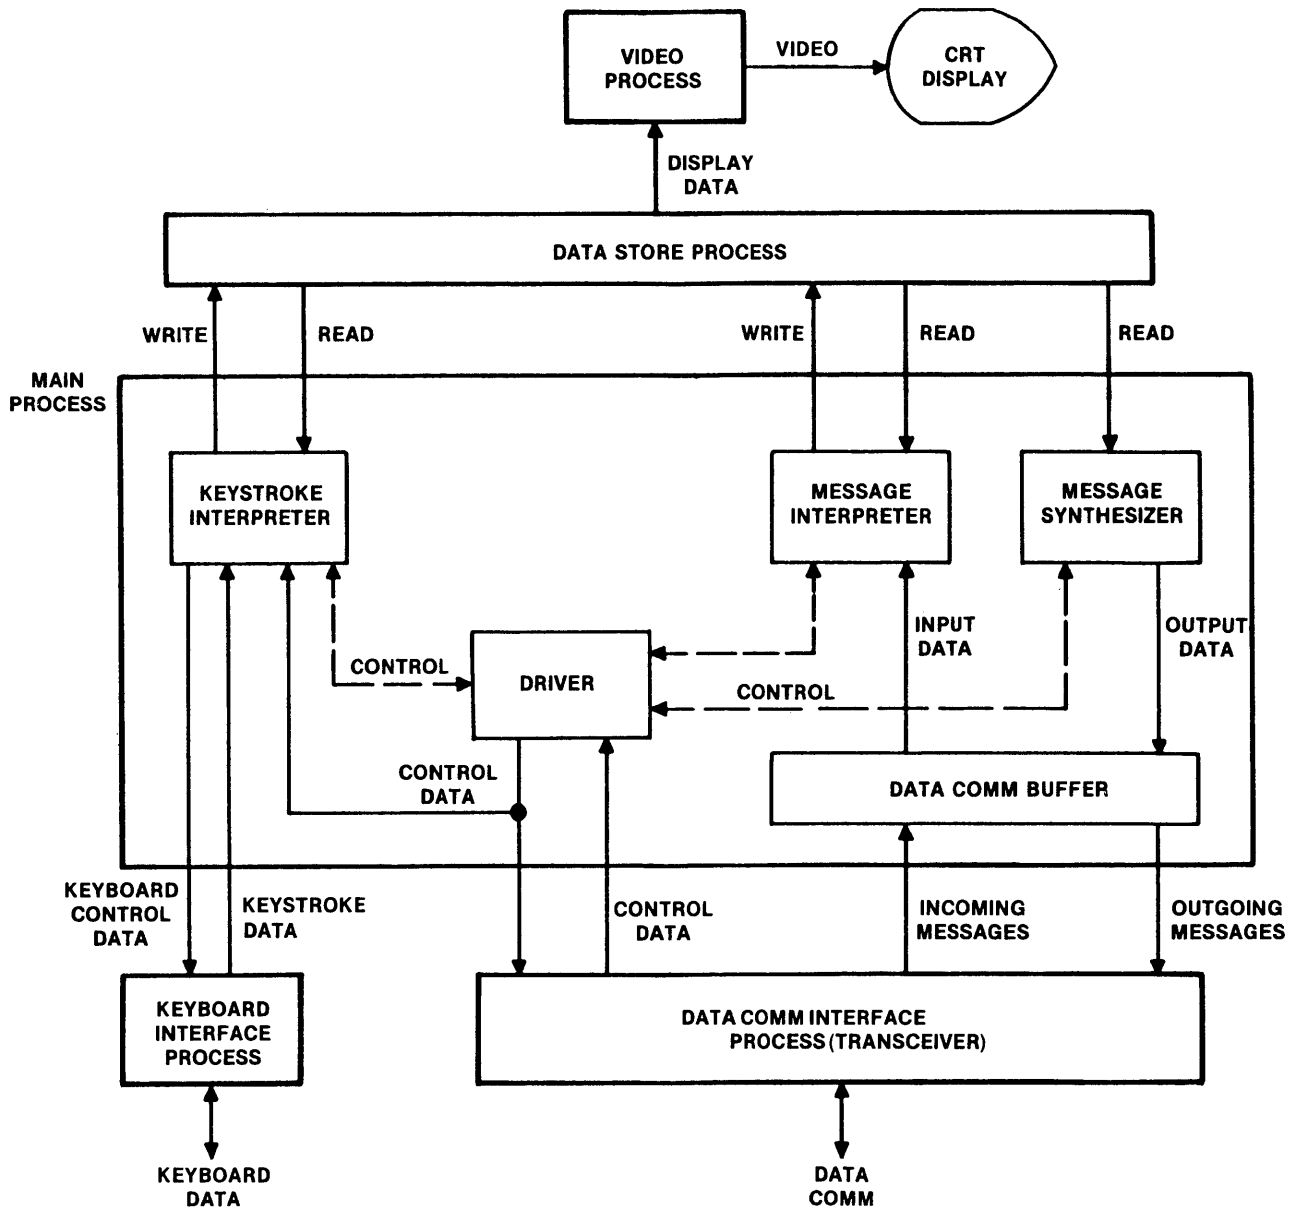 VIDEO
PROCESS
VIDEO
CRT
DISPLAY
DISPLAY
DATA
DATA STORE PROCESS
WRITE
READ
WRITE
READ
READ
MAIN
PROCESS
KEYSTROKE
INTERPRETER
MESSAGE
INTERPRETER
MESSAGE
SYNTHESIZER
INPUT
DATA
OUTPUT
DATA
CONTROL
DRIVER
CONTROL
CONTROL
DATA
DATA COMM BUFFER
KEYBOARD
CONTROL
DATA
KEYSTROKE
DATA
CONTROL
DATA
INCOMING
MESSAGES
OUTGOING
MESSAGES
KEYBOARD
INTERFACE
PROCESS
DATA COMM INTERFACE
PROCESS (TRANSCEIVER)
KEYBOARD
DATA
DATA
COMM